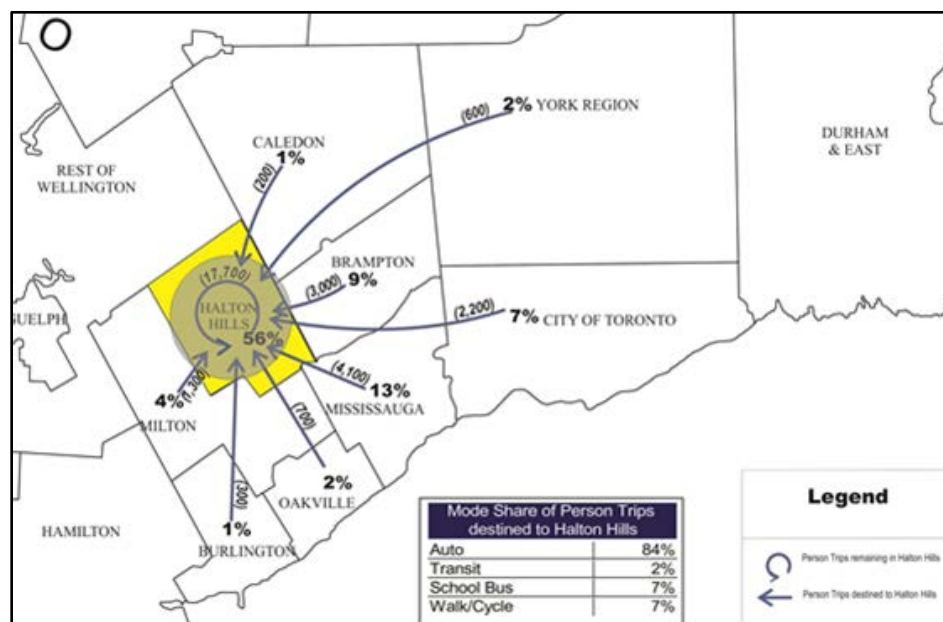 (600)
2% YORK REGION
CALEDON
1%
DURHAM
& EAST
REST OF
WELLINGTON
(200)
BRAMPTON
9%
(17,700)
(3,000)
HALTON
HILLS
56%
(2,200)
7% CITY OF TORONTO
(4,100)
13%
MISSISSAUGA
4%
(1,300)
MILTON
(700)
2%
OAKVILLE
(300)
1%
BURLINGTON
HAMILTON
Mode Share of Person Trips
destined to Halton Hills
Auto 84%
Transit 2%
School Bus 7%
Walk/Cycle 7%
Legend
Person Trips remaining in Halton Hills
Person Trips destined to Halton Hills